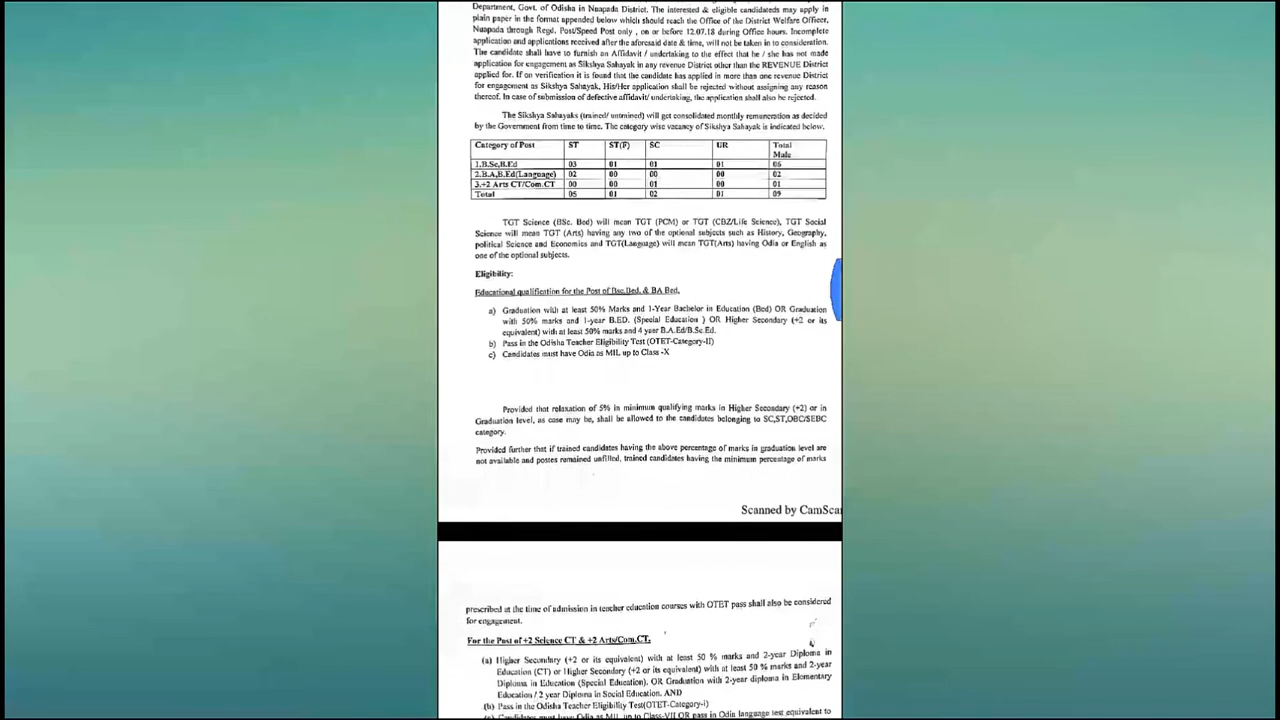 Department, Govt. of Odisha in Nuapada District. The interested & eligible candidateds may apply in
plain paper in the format appended below which should reach the Office of the District Welfare Officer,
Nuapada through Regd. Post/Speed Post only , on or before 12.07.18 during Office hours. Incomplete
application and applications received after the aforesaid date & time, will not be taken in to consideration.
The candidate shall have to furnish an Affidavit / undertaking to the effect that he / she has not made
application for engagement as Sikshya Sahayak in any revenue District other than the REVENUE District
applied for. If on verification it is found that the candidate has applied in more than one revenue District
for engagement as Sikshya Sahayak, His/Her application shall be rejected without assigning any reason
thereof. In case of submission of defective affidavit/ undertaking, the application shall also be rejected.
The Sikshya Sahayaks (trained/ untrained) will get consolidated monthly remuneration as decided
by the Government from time to time. The category wise vacancy of Sikshya Sahayak is indicated below.
Category of Post ST ST(F) SC UR Total Male
1.B.Sc,B.Ed 03 01 01 01 06
2.B.A,B.Ed(Language) 02 00 00 00 02
3.+2 Arts CT/Com.CT 00 00 01 00 01
Total 05 01 02 01 09
TGT Science (BSc. Bed) will mean TGT (PCM) or TGT (CBZ/Life Science), TGT Social
Science will mean TGT (Arts) having any two of the optional subjects such as History, Geography,
political Science and Economics and TGT(Language) will mean TGT(Arts) having Odia or English as
one of the optional subjects.
Eligibility:
Educational qualification for the Post of Bsc.Bed. & BA Bed.
a) Graduation with at least 50% Marks and 1-Year Bachelor in Education (Bed) OR Graduation
with 50% marks and 1-year B.ED. (Special Education ) OR Higher Secondary (+2 or its
equivalent) with at least 50% marks and 4 year B.A.Ed/B.Sc.Ed.
b) Pass in the Odisha Teacher Eligibility Test (OTET-Category-II)
c) Candidates must have Odia as MIL up to Class -X
Provided that relaxation of 5% in minimum qualifying marks in Higher Secondary (+2) or in
Graduation level, as case may be, shall be allowed to the candidates belonging to SC,ST,OBC/SEBC
category.
Provided further that if trained candidates having the above percentage of marks in graduation level are
not available and postes remained unfilled, trained candidates having the minimum percentage of marks
Scanned by CamScan
prescribed at the time of admission in teacher education courses with OTET pass shall also be considered
for engagement.
For the Post of +2 Science CT & +2 Arts/Com.CT.
(a) Higher Secondary (+2 or its equivalent) with at least 50 % marks and 2-year Diploma in
Education (CT) or Higher Secondary (+2 or its equivalent) with at least 50 % marks and 2-year
Diploma in Education (Special Education). OR Graduation with 2-year diploma in Elementary
Education / 2 year Diploma in Social Education. AND
(b) Pass in the Odisha Teacher Eligibility Test(OTET-Category-I)
(c) Candidates must have Odia as MIL up to Class-VII OR pass in Odia language test equivalent to